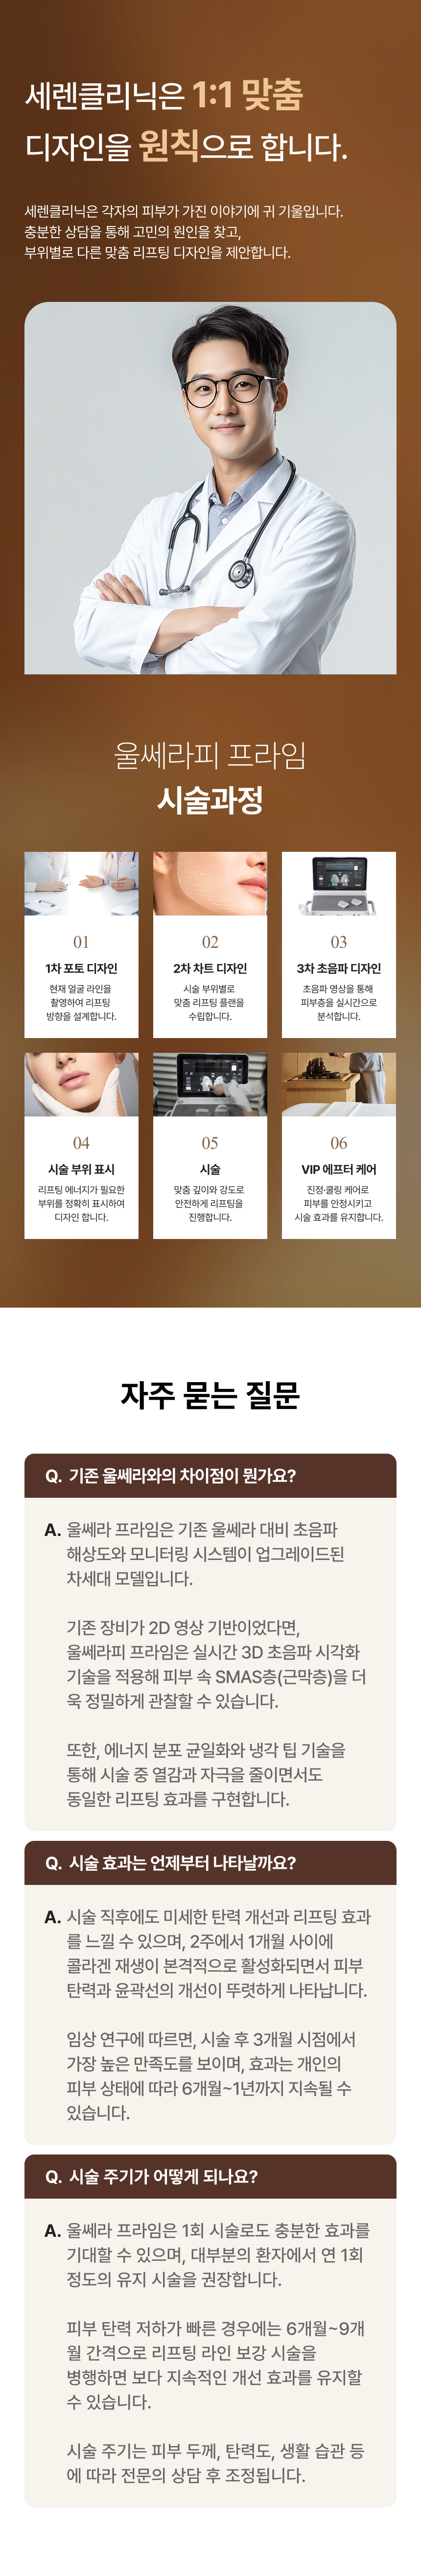 세렌클리닉은 1:1 맞춤
디자인을 원칙으로 합니다.
세렌클리닉은 각자의 피부가 가진 이야기에 귀 기울입니다.
충분한 상담을 통해 고민의 원인을 찾고,
부위별로 다른 맞춤 리프팅 디자인을 제안합니다.
울쎄라피 프라임
시술과정
01
1차 포토 디자인
현재 얼굴 라인을
촬영하여 리프팅
방향을 설계합니다.
02
2차 차트 디자인
시술 부위별로
맞춤 리프팅 플랜을
수립합니다.
03
3차 초음파 디자인
초음파 영상을 통해
피부층을 실시간으로
분석합니다.
04
시술 부위 표시
리프팅 에너지가 필요한
부위를 정확히 표시하여
디자인 합니다.
05
시술
맞춤 깊이와 강도로
안전하게 리프팅을
진행합니다.
06
VIP 에프터 케어
진정·쿨링 케어로
피부를 안정시키고
시술 효과를 유지합니다.
자주 묻는 질문
Q. 기존 울쎄라와의 차이점이 뭔가요?
A. 울쎄라 프라임은 기존 울쎄라 대비 초음파
해상도와 모니터링 시스템이 업그레이드된
차세대 모델입니다.
기존 장비가 2D 영상 기반이었다면,
울쎄라피 프라임은 실시간 3D 초음파 시각화
기술을 적용해 피부 속 SMAS층(근막층)을 더
욱 정밀하게 관찰할 수 있습니다.
또한, 에너지 분포 균일화와 냉각 팁 기술을
통해 시술 중 열감과 자극을 줄이면서도
동일한 리프팅 효과를 구현합니다.
Q. 시술 효과는 언제부터 나타날까요?
A. 시술 직후에도 미세한 탄력 개선과 리프팅 효과
를 느낄 수 있으며, 2주에서 1개월 사이에
콜라겐 재생이 본격적으로 활성화되면서 피부
탄력과 윤곽선의 개선이 뚜렷하게 나타납니다.
임상 연구에 따르면, 시술 후 3개월 시점에서
가장 높은 만족도를 보이며, 효과는 개인의
피부 상태에 따라 6개월~1년까지 지속될 수
있습니다.
Q. 시술 주기가 어떻게 되나요?
A. 울쎄라 프라임은 1회 시술로도 충분한 효과를
기대할 수 있으며, 대부분의 환자에서 연 1회
정도의 유지 시술을 권장합니다.
피부 탄력 저하가 빠른 경우에는 6개월~9개
월 간격으로 리프팅 라인 보강 시술을
병행하면 보다 지속적인 개선 효과를 유지할
수 있습니다.
시술 주기는 피부 두께, 탄력도, 생활 습관 등
에 따라 전문의 상담 후 조정됩니다.